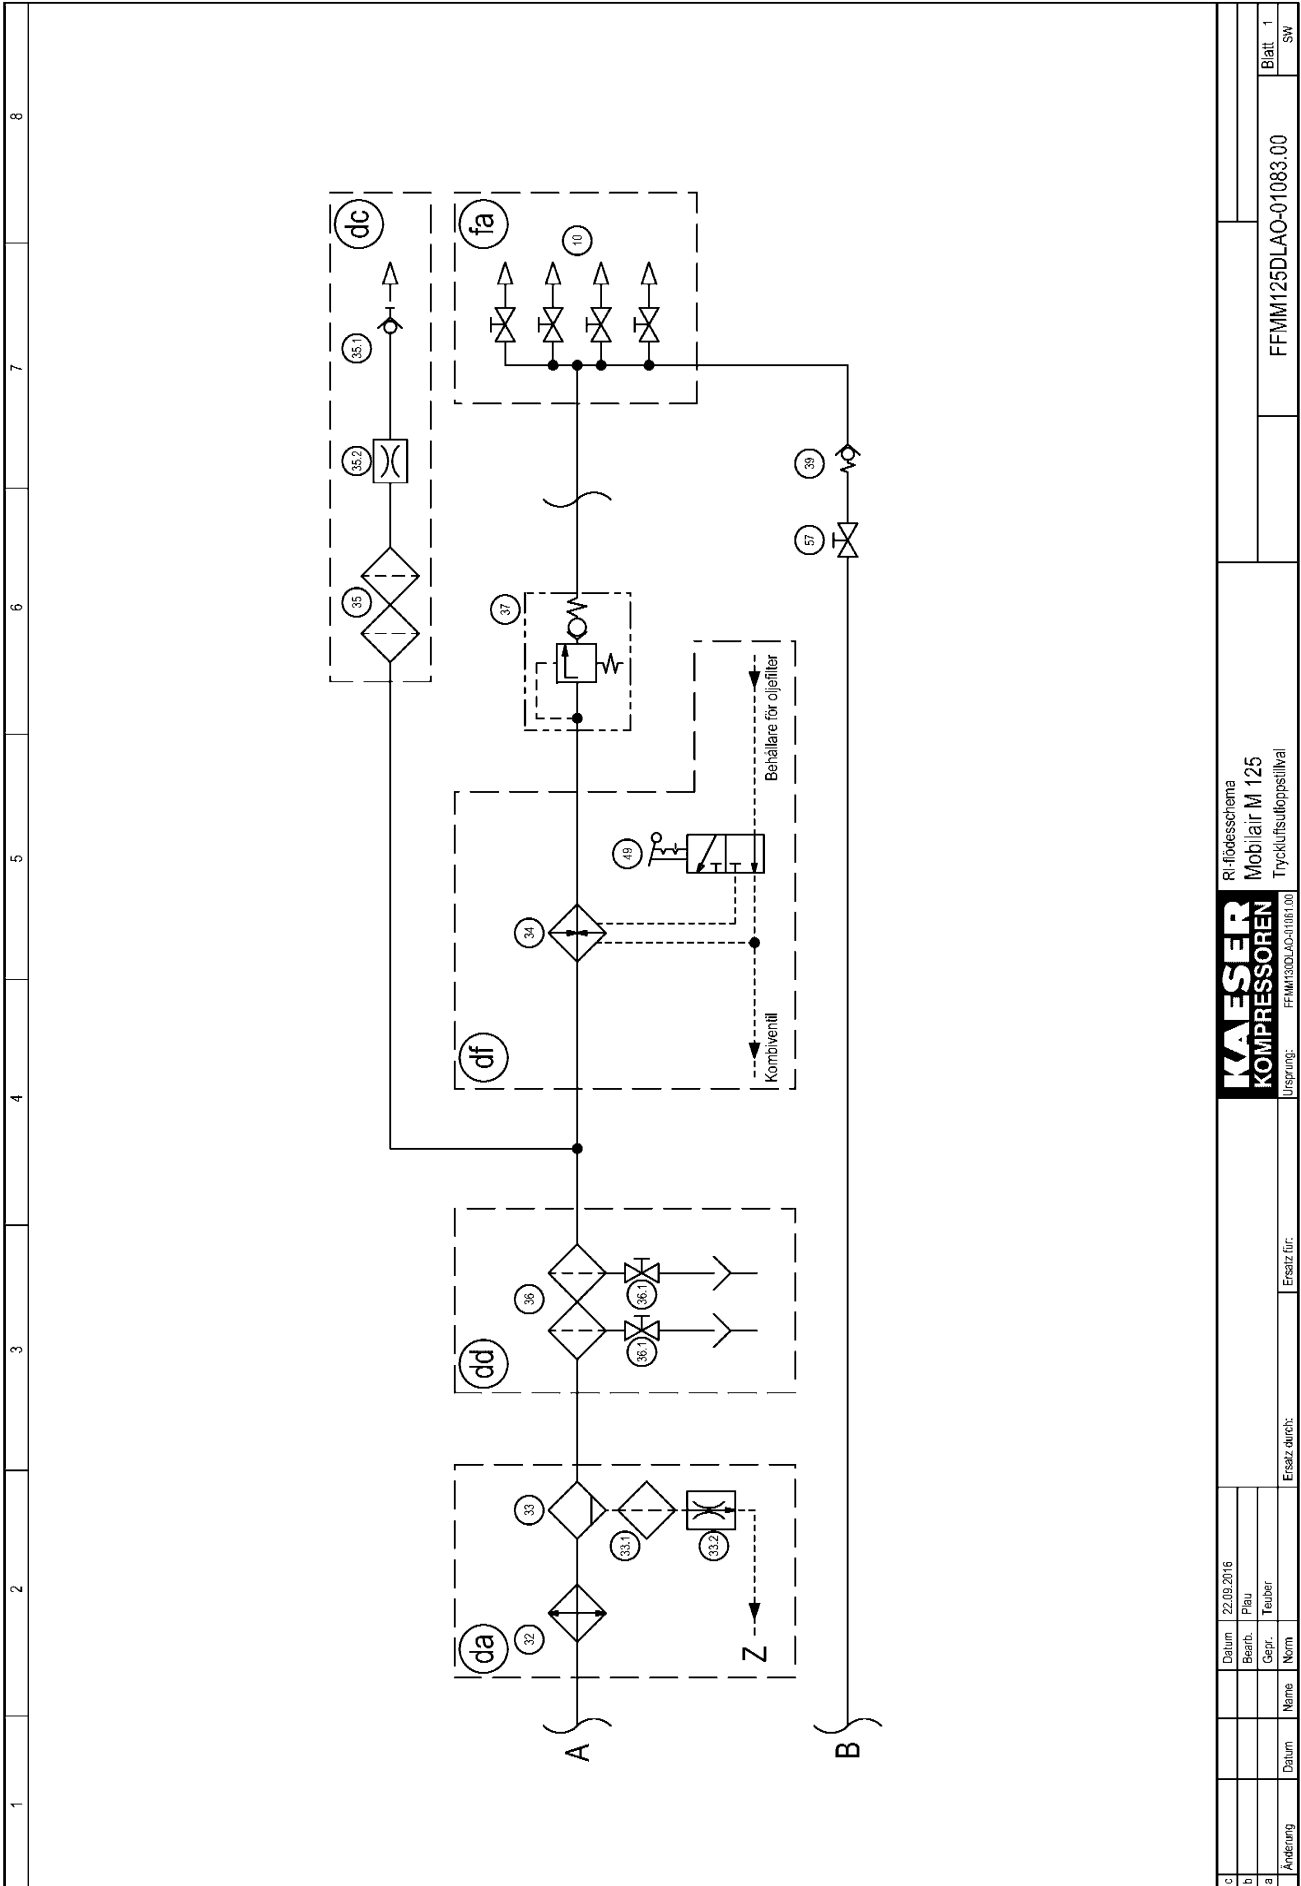 1
2
3
4
5
6
7
8
dc
35.1
35.2
35
fa
10
37
39
57
Behållare för oljefilter
49
34
df
Kombiventil
36
36.1
36.1
dd
33
33.1
33.2
da
32
Z
A
B
c
b
a
Änderung
Datum
Name
Datum 22.09.2016
Bearb. Plau
Gepr. Teuber
Norm
Ersatz durch:
Ersatz für:
KAESER
KOMPRESSOREN
Ursprung: FFMM130DLAO-01061.00
RI-flödesschema
Mobilair M 125
Tryckluftsutloppstillval
FFMM125DLAO-01083.00
Blatt 1
SW